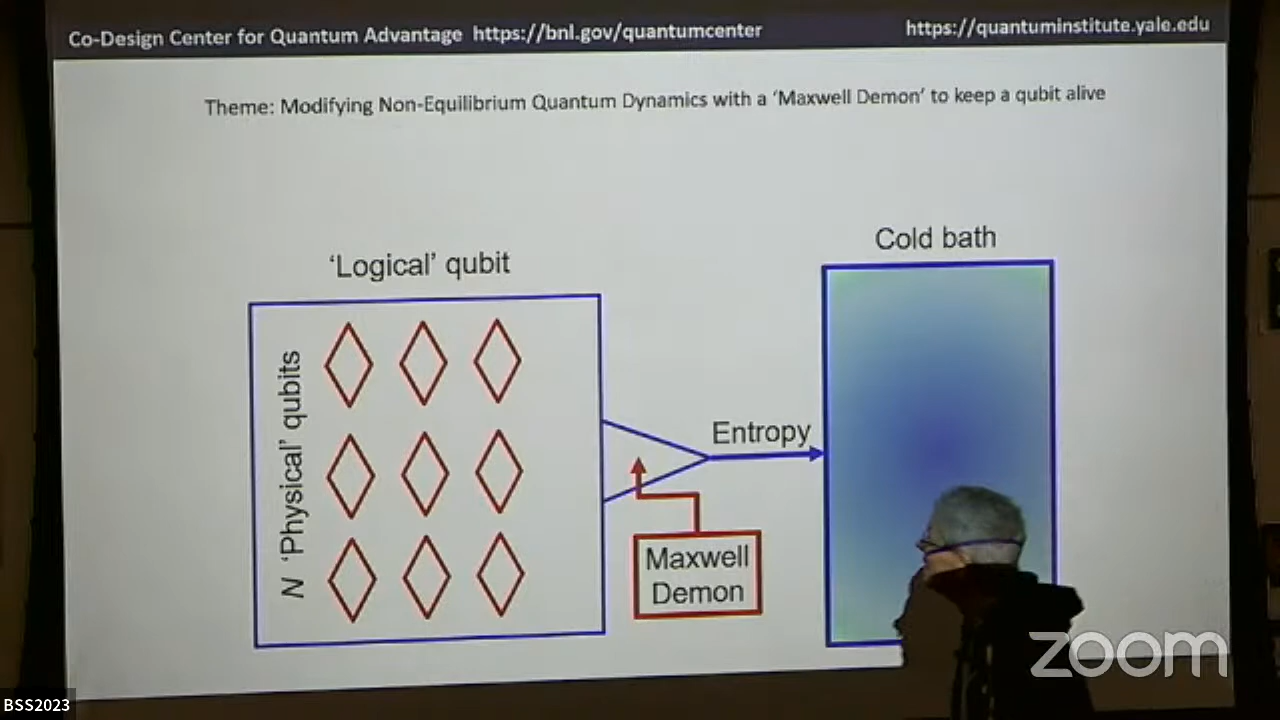 Co-Design Center for Quantum Advantage https://bnl.gov/quantumcenter
https://quantuminstitute.yale.edu
Theme: Modifying Non-Equilibrium Quantum Dynamics with a ‘Maxwell Demon’ to keep a qubit alive
‘Logical’ qubit
Cold bath
N ‘Physical’ qubits
Entropy
Maxwell
Demon
zoom
BSS2023